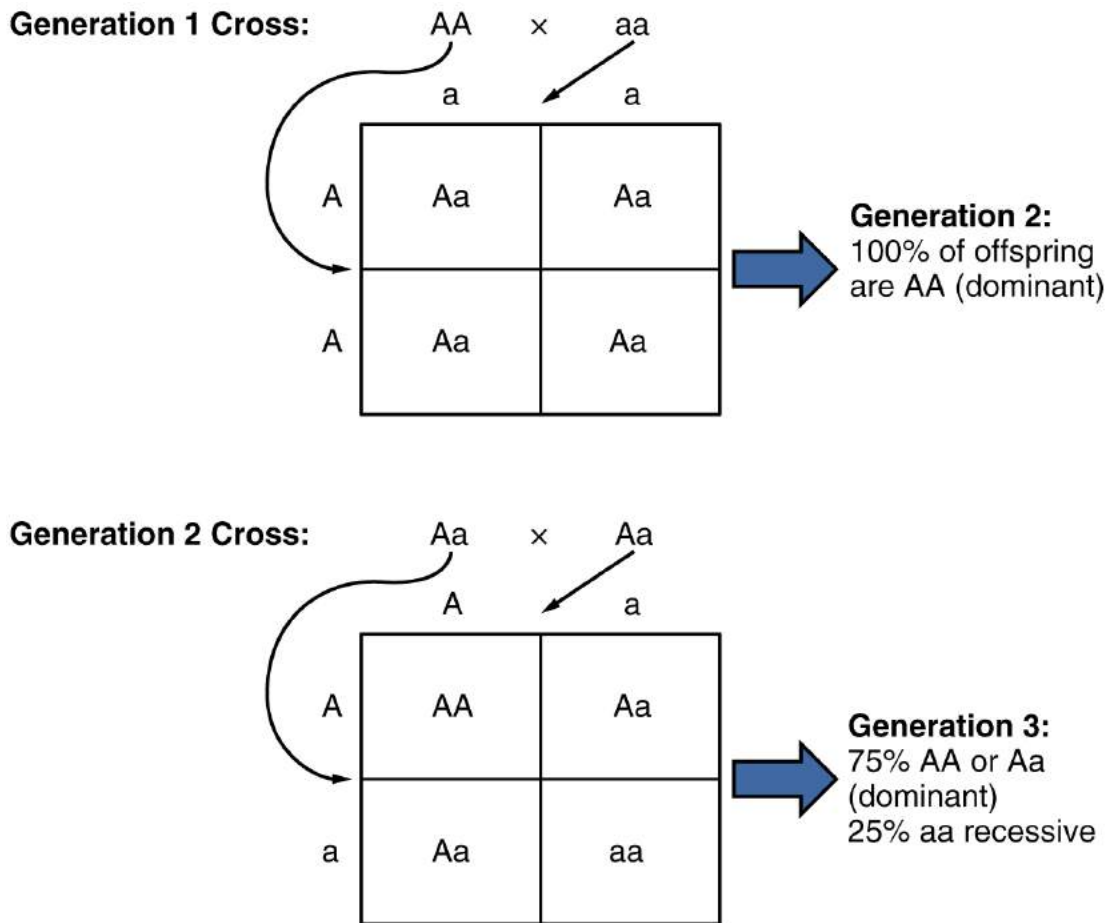 Generation 1 Cross: AA × aa
a a
A Aa Aa
A Aa Aa
Generation 2:
100% of offspring
are AA (dominant)
Generation 2 Cross: Aa × Aa
A a
A AA Aa
a Aa aa
Generation 3:
75% AA or Aa
(dominant)
25% aa recessive